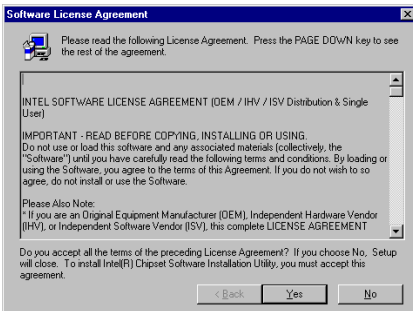 Software License Agreement
Please read the following License Agreement. Press the PAGE DOWN key to see
the rest of the agreement.
INTEL SOFTWARE LICENSE AGREEMENT (OEM / IHV / ISV Distribution & Single
User)
IMPORTANT - READ BEFORE COPYING, INSTALLING OR USING.
Do not use or load this software and any associated materials (collectively, the
"Software") until you have carefully read the following terms and conditions. By loading or
using the Software, you agree to the terms of this Agreement. If you do not wish to so
agree, do not install or use the Software.
Please Also Note:
* If you are an Original Equipment Manufacturer (OEM), Independent Hardware Vendor
(IHV), or Independent Software Vendor (ISV), this complete LICENSE AGREEMENT
Do you accept all the terms of the preceding License Agreement? If you choose No, Setup
will close. To install Intel(R) Chipset Software Installation Utility, you must accept this
agreement.
< Back
Yes
No